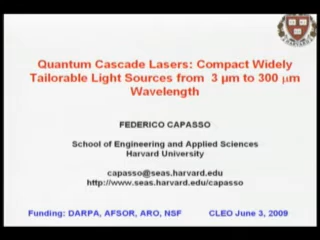 Quantum Cascade Lasers: Compact Widely
Tailorable Light Sources from 3 µm to 300 µm
Wavelength
FEDERICO CAPASSO
School of Engineering and Applied Sciences
Harvard University
capasso@seas.harvard.edu
http://www.seas.harvard.edu/capasso
Funding: DARPA, AFSOR, ARO, NSF CLEO June 3, 2009